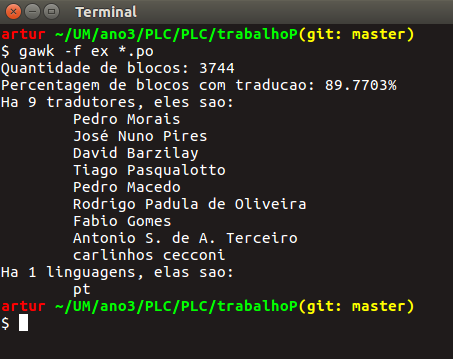 Terminal
artur ~/UM/ano3/PLC/PLC/trabalhoP(git: master)
$ gawk -f ex *.po
Quantidade de blocos: 3744
Percentagem de blocos com traducao: 89.7703%
Ha 9 tradutores, eles sao:
Pedro Morais
José Nuno Pires
David Barzilay
Tiago Pasqualotto
Pedro Macedo
Rodrigo Padula de Oliveira
Fabio Gomes
Antonio S. de A. Terceiro
carlinhos cecconi
Ha 1 linguagens, eles sao:
pt
artur ~/UM/ano3/PLC/PLC/trabalhoP(git: master)
$